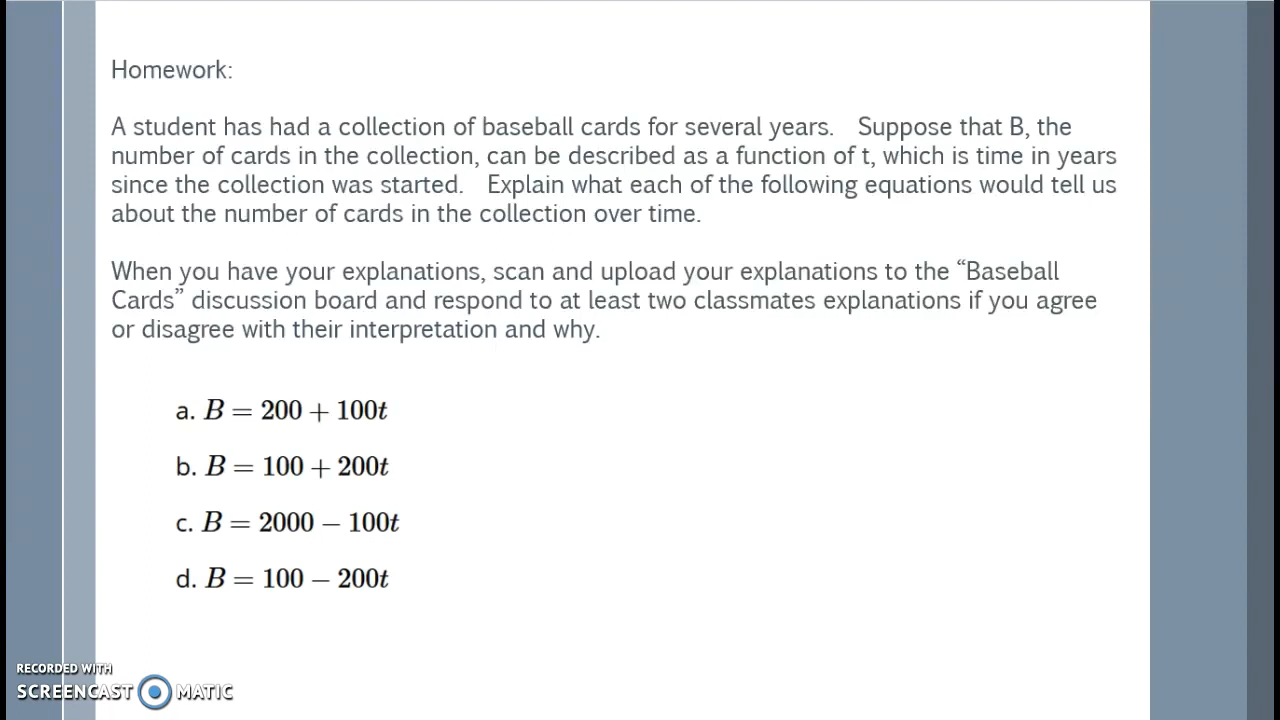 Homework:
A student has had a collection of baseball cards for several years. Suppose that B, the
number of cards in the collection, can be described as a function of t, which is time in years
since the collection was started. Explain what each of the following equations would tell us
about the number of cards in the collection over time.
When you have your explanations, scan and upload your explanations to the “Baseball
Cards” discussion board and respond to at least two classmates explanations if you agree
or disagree with their interpretation and why.
a. B = 200 + 100t
b. B = 100 + 200t
c. B = 2000 − 100t
d. B = 100 − 200t
RECORDED WITH
SCREENCAST MATIC